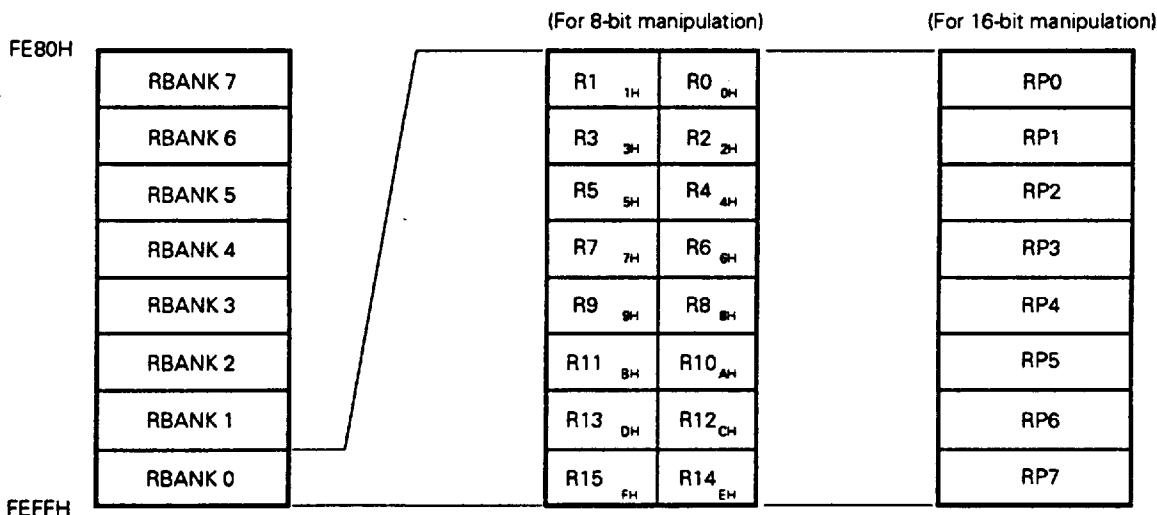 (For 8-bit manipulation) (For 16-bit manipulation)
FE80H
RBANK 7 R1 1H R0 0H RP0
RBANK 6 R3 3H R2 2H RP1
RBANK 5 R5 5H R4 4H RP2
RBANK 4 R7 7H R6 6H RP3
RBANK 3 R9 9H R8 8H RP4
RBANK 2 R11 BH R10 AH RP5
RBANK 1 R13 DH R12 CH RP6
RBANK 0 R15 FH R14 EH RP7
FEFFH